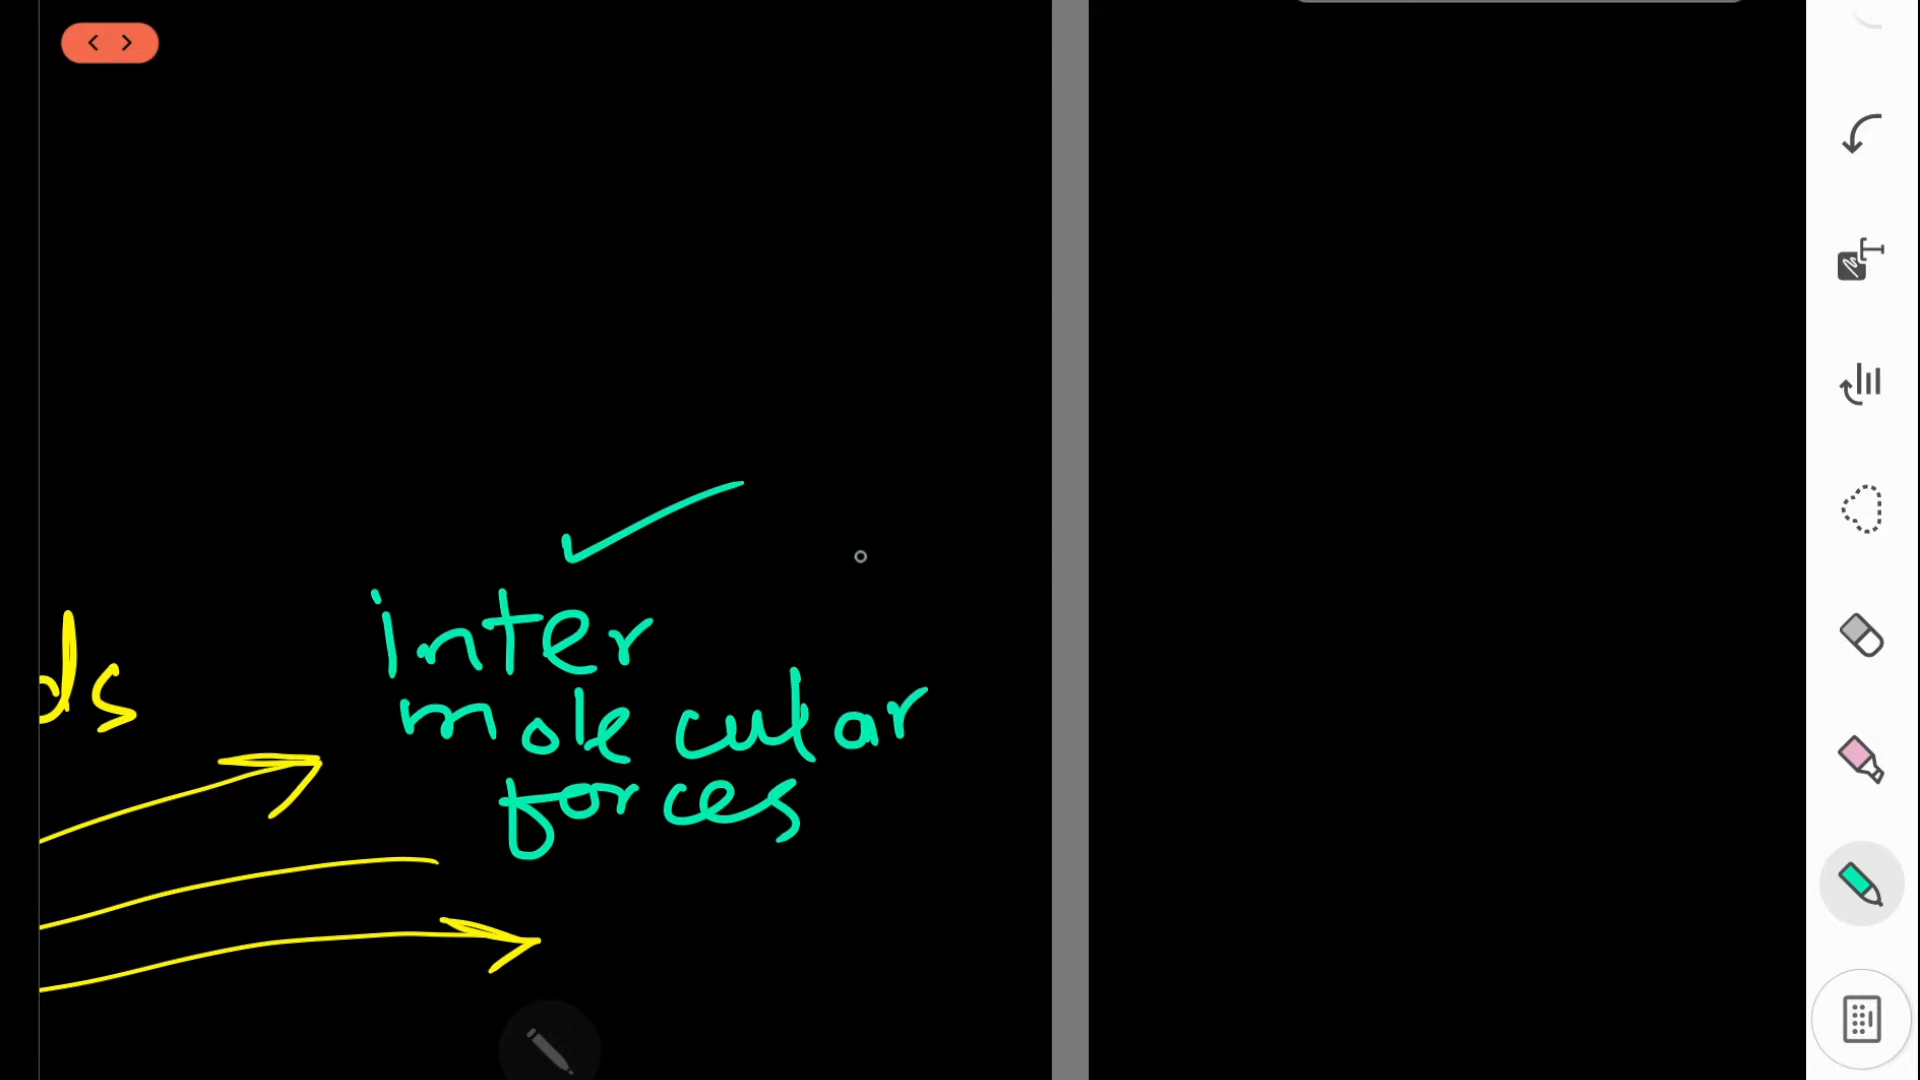 inter
ds
molecular
forces